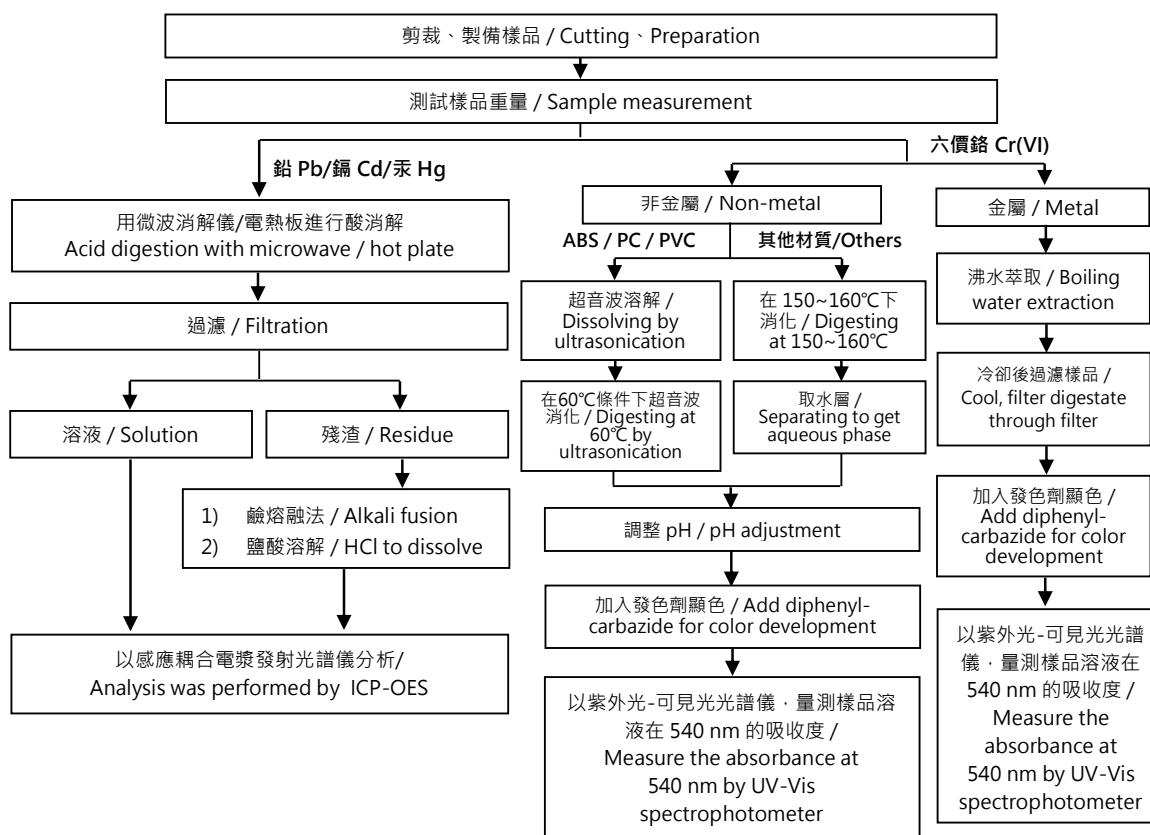 剪裁、製備樣品 / Cutting、Preparation
測試樣品重量 / Sample measurement
鉛 Pb/鎘 Cd/汞 Hg
用微波消解儀/電熱板進行酸消解
Acid digestion with microwave / hot plate
過濾 / Filtration
溶液 / Solution
殘渣 / Residue
1) 鹼熔融法 / Alkali fusion
2) 鹽酸溶解 / HCl to dissolve
以感應耦合電漿發射光譜儀分析/
Analysis was performed by ICP-OES
六價鉻 Cr(VI)
非金屬 / Non-metal
ABS / PC / PVC
超音波溶解 /
Dissolving by
ultrasonication
在60℃條件下超音波
消化 / Digesting at
60℃ by
ultrasonication
其他材質/Others
在 150~160℃下
消化 / Digesting
at 150~160℃
取水層 /
Separating to get
aqueous phase
調整 pH / pH adjustment
加入發色劑顯色 / Add diphenyl-
carbazide for color development
以紫外光-可見光光譜儀，量測樣品溶
液在 540 nm 的吸收度 /
Measure the absorbance at
540 nm by UV-Vis
spectrophotometer
金屬 / Metal
沸水萃取 / Boiling
water extraction
冷卻後過濾樣品 /
Cool, filter digestate
through filter
加入發色劑顯色 /
Add diphenyl-
carbazide for color
development
以紫外光-可見光光譜
儀，量測樣品溶液在
540 nm 的吸收度 /
Measure the
absorbance at
540 nm by UV-Vis
spectrophotometer